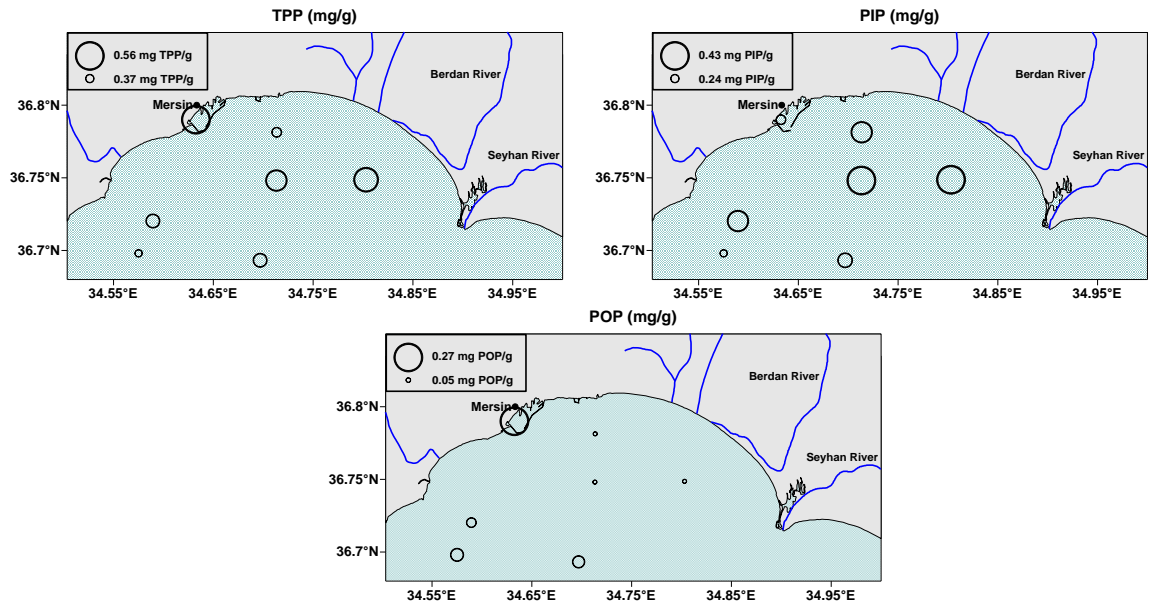 TPP (mg/g)
0.56 mg TPP/g
0.37 mg TPP/g
Berdan River
Mersin
Seyhan River
36.8°N
36.75°N
36.7°N
34.55°E
34.65°E
34.75°E
34.85°E
34.95°E
PIP (mg/g)
0.43 mg PIP/g
0.24 mg PIP/g
Berdan River
Mersin
Seyhan River
36.8°N
36.75°N
36.7°N
34.55°E
34.65°E
34.75°E
34.85°E
34.95°E
POP (mg/g)
0.27 mg POP/g
0.05 mg POP/g
Berdan River
Mersin
Seyhan River
36.8°N
36.75°N
36.7°N
34.55°E
34.65°E
34.75°E
34.85°E
34.95°E